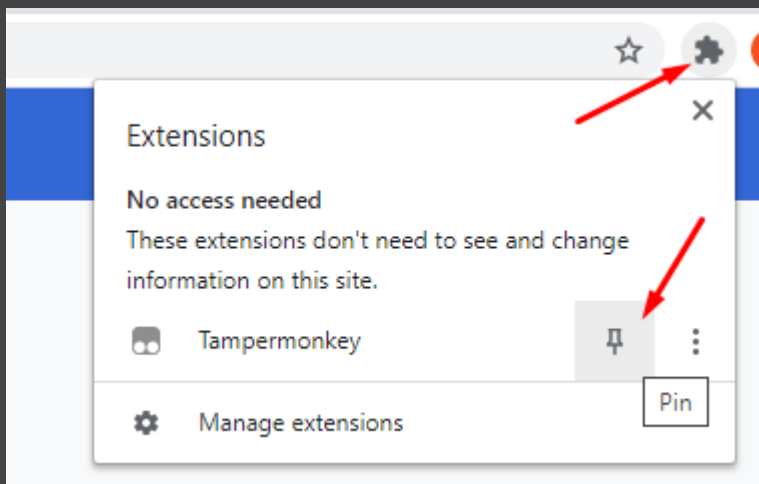 Extensions
No access needed
These extensions don't need to see and change
information on this site.
Tampermonkey
Pin
Manage extensions